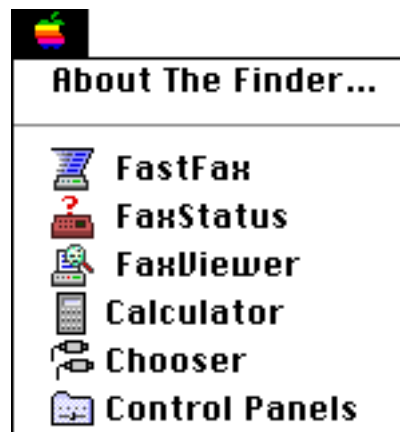 About The Finder...
FastFax
FaxStatus
FaxViewer
Calculator
Chooser
Control Panels